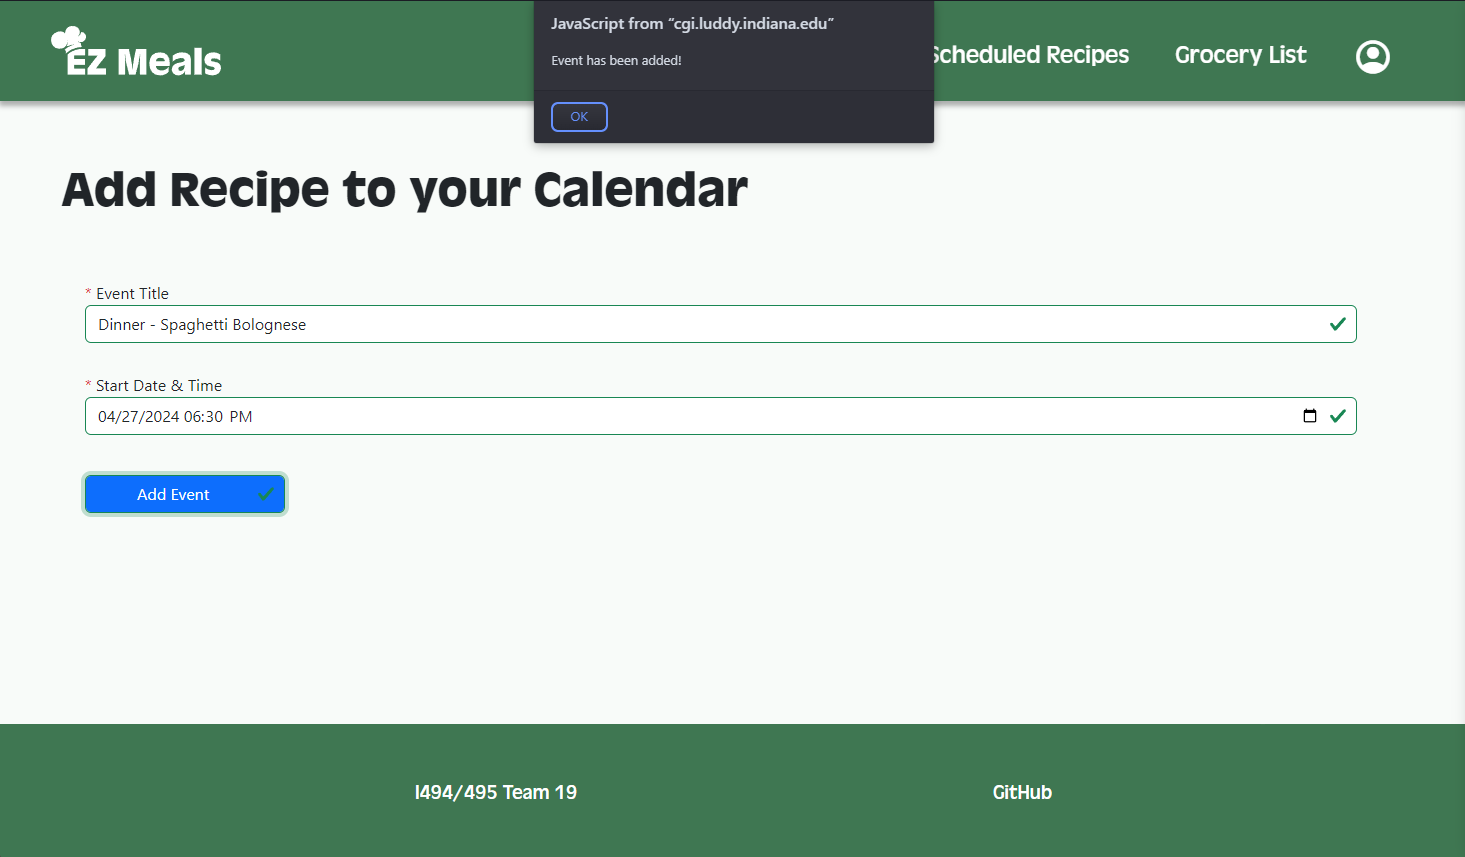 JavaScript from “cgi.luddy.indiana.edu”
Event has been added!
OK
EZ Meals
Scheduled Recipes
Grocery List
Add Recipe to your Calendar
* Event Title
Dinner - Spaghetti Bolognese
* Start Date & Time
04/27/2024 06:30 PM
Add Event
I494/495 Team 19
GitHub